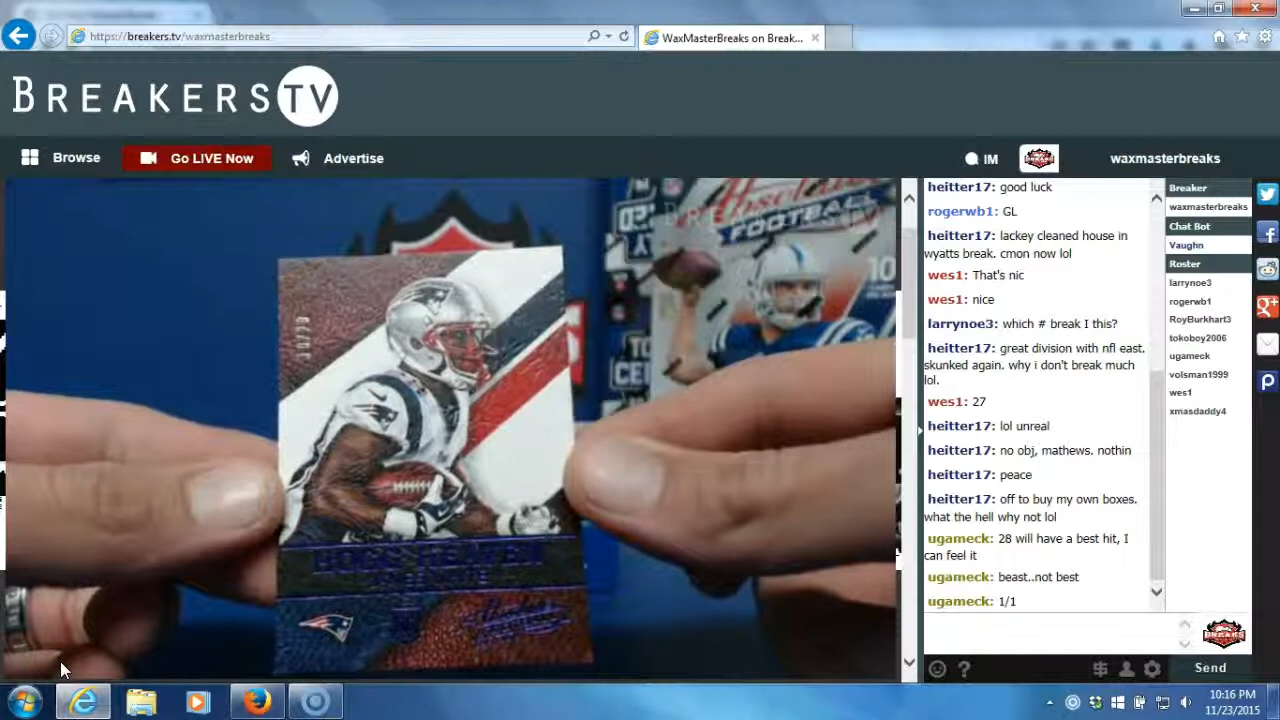 https://breakers.tv/waxmasterbreaks
WaxMasterBreaks on Break...
BREAKERS TV
Browse
Go LIVE Now
Advertise
IM
waxmasterbreaks
Absolute
FOOTBALL
10
heitter17: good luck
rogerwb1: GL
heitter17: lackey cleaned house in
wyatts break. cmon now lol
wes1: That's nic
wes1: nice
larrynoe3: which # break I this?
heitter17: great division with nfl east.
skunked again. why i don't break much
lol.
wes1: 27
heitter17: lol unreal
heitter17: no obj, mathews. nothin
heitter17: peace
heitter17: off to buy my own boxes.
what the hell why not lol
ugameck: 28 will have a best hit, I
can feel it
ugameck: beast..not best
ugameck: 1/1
Breaker
waxmasterbreaks
Chat Bot
Vaughn
Roster
larrynoe3
rogerwb1
RoyBurkhart3
tokoboy2006
ugameck
volsman1999
wes1
xmasdaddy4
BREAKS
Send
10:16 PM
11/23/2015